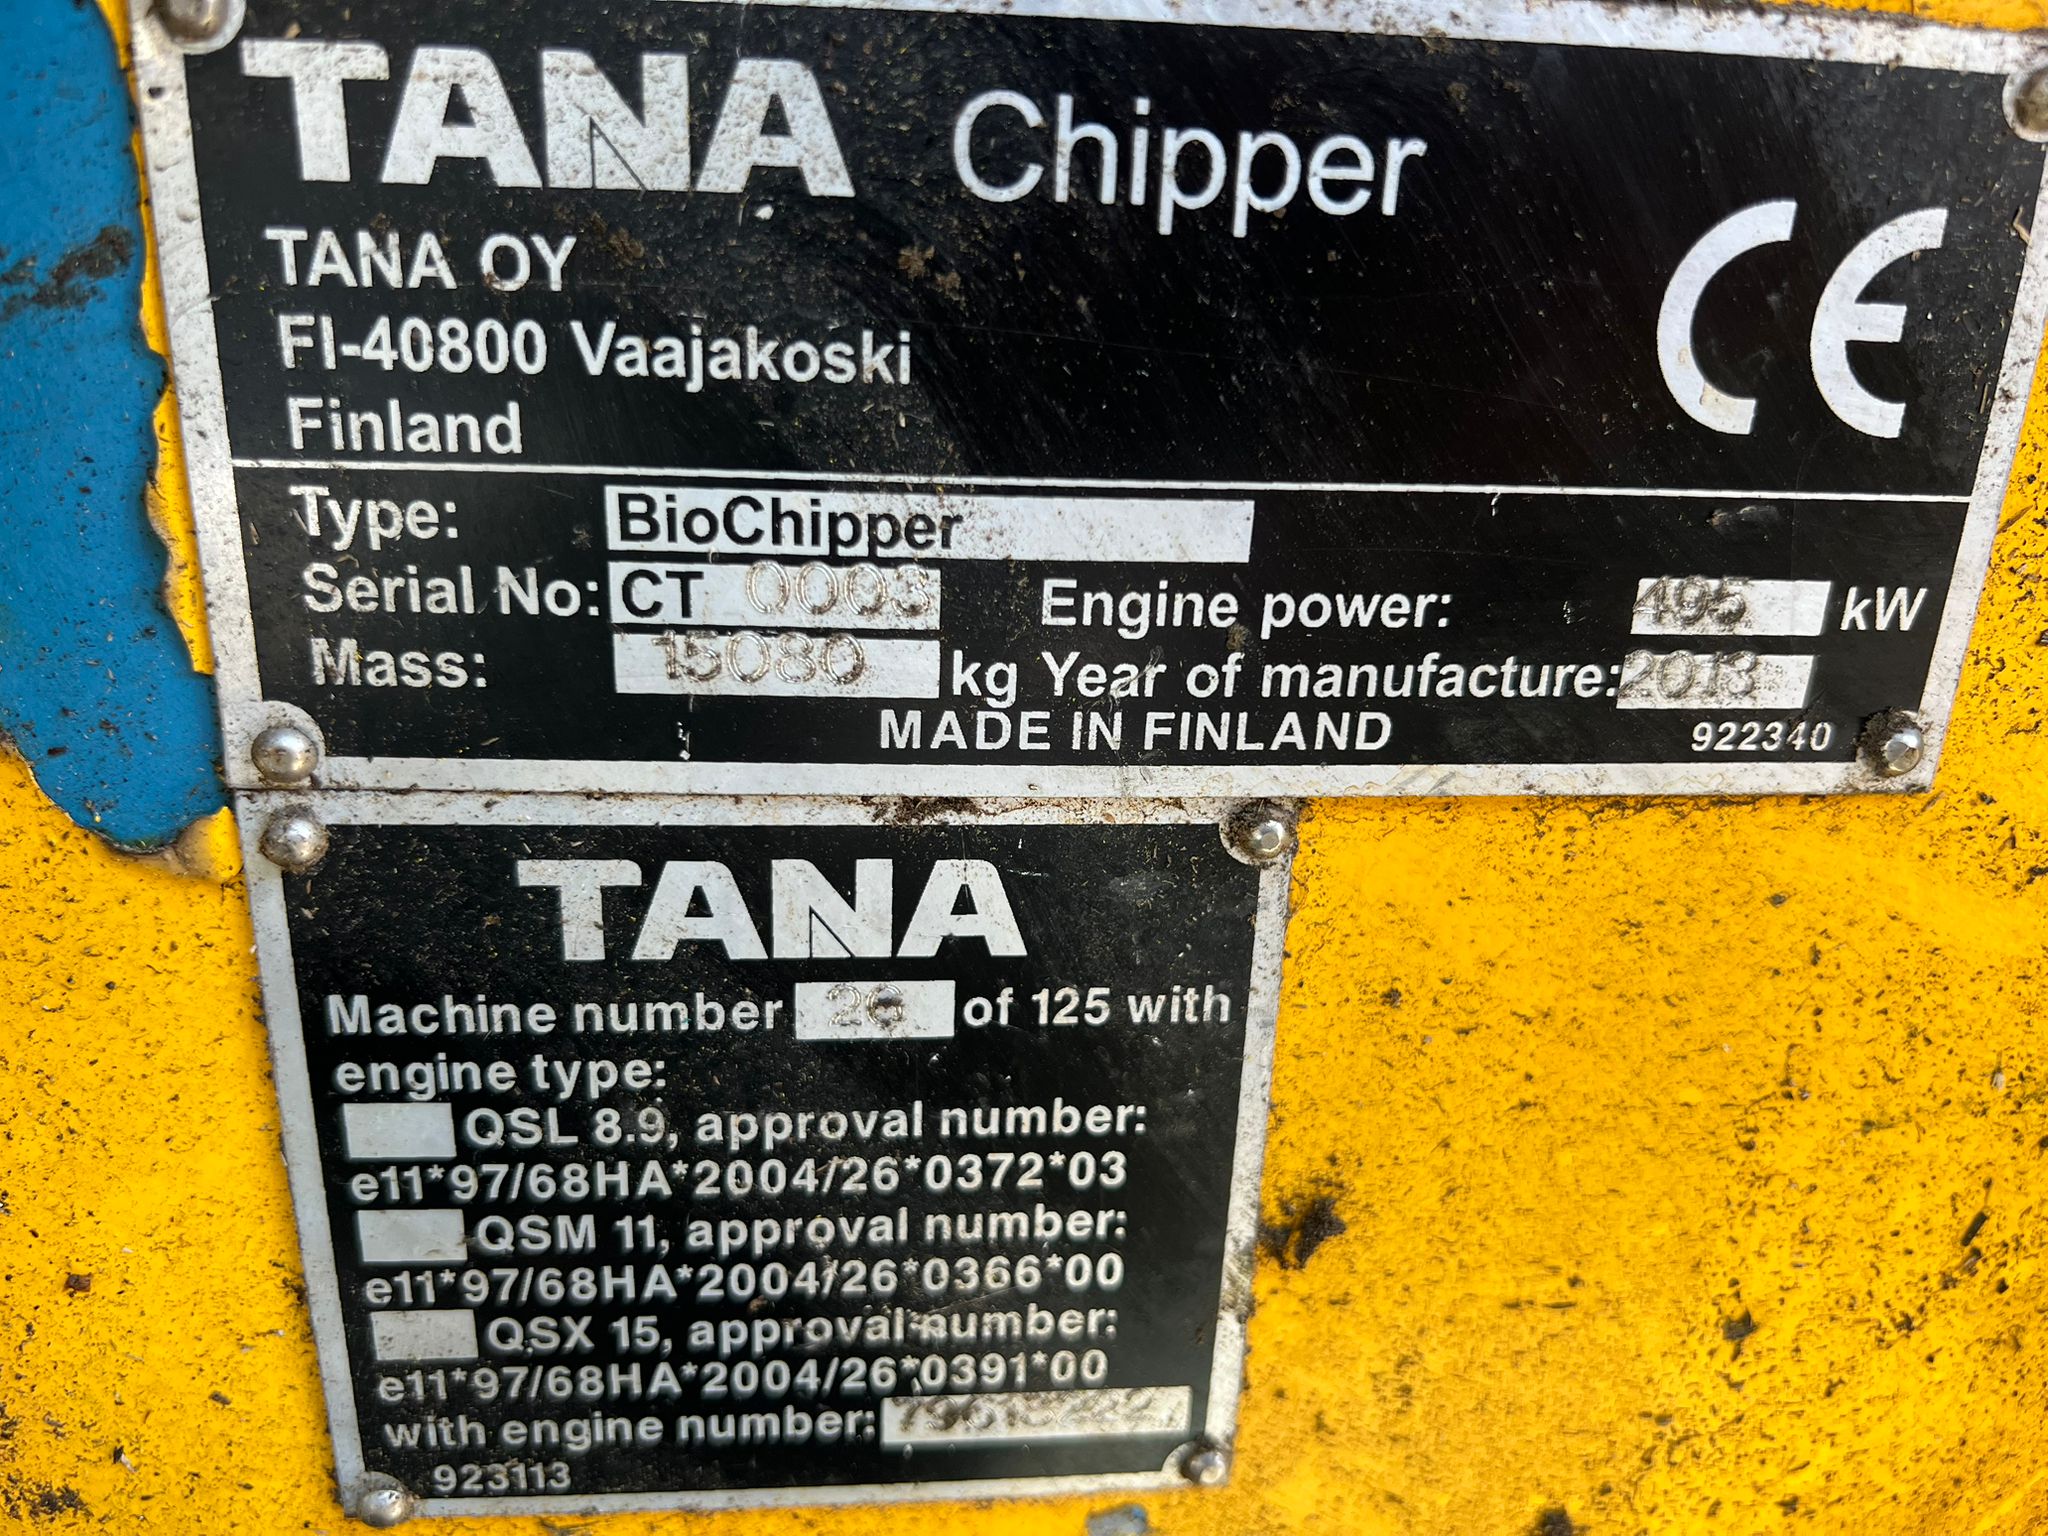 TANA Chipper
TANA OY
FI-40800 Vaajakoski
Finland
CE
Type: BioChipper
Serial No: CT 0003 Engine power: 495 kW
Mass: 15080 kg Year of manufacture: 2013
MADE IN FINLAND 922340
TANA
Machine number 26 of 125 with
engine type:
QSL 8.9, approval number:
e11*97/68HA*2004/26*0372*03
QSM 11, approval number:
e11*97/68HA*2004/26*0366*00
QSX 15, approval number:
e11*97/68HA*2004/26*0391*00
with engine number:
923113